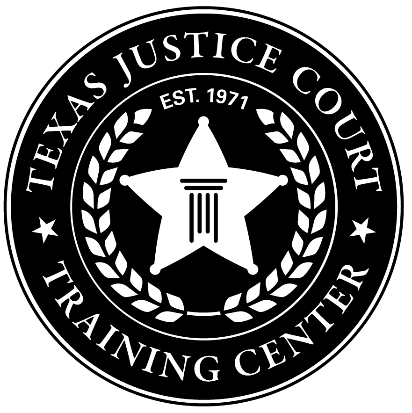 TEXAS JUSTICE COURT
EST. 1971
TRAINING CENTER